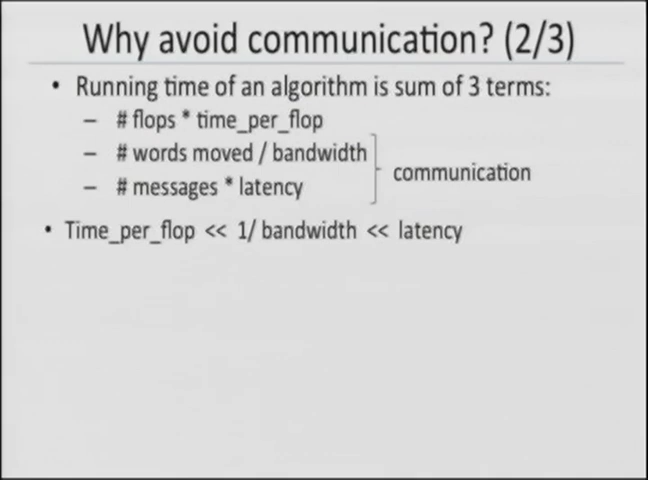 Why avoid communication? (2/3)
• Running time of an algorithm is sum of 3 terms:
– # flops * time_per_flop
– # words moved / bandwidth
– # messages * latency
communication
• Time_per_flop << 1/ bandwidth << latency